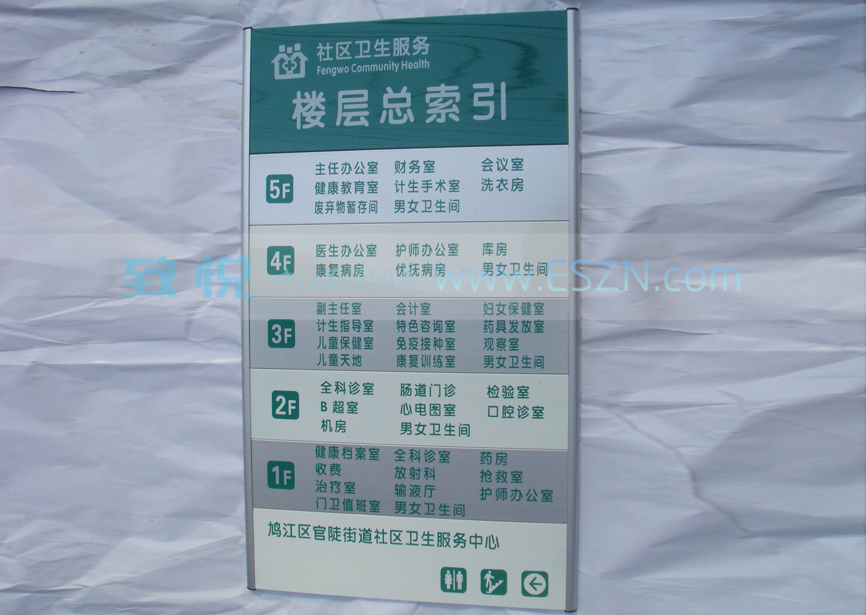 社区卫生服务
Fengwo Community Health
楼层总索引
5F
主任办公室 财务室 会议室
健康教育室 计生手术室 洗衣房
废弃物暂存间 男女卫生间
4F
医生办公室 护师办公室 库房
康复病房 优抚病房 男女卫生间
致悦 www.ESZN.com
3F
副主任室 会计室 妇女保健室
计生指导室 特色咨询室 药具发放室
儿童保健室 免疫接种室 观察室
儿童天地 康复训练室 男女卫生间
2F
全科诊室 肠道门诊 检验室
B超室 心电图室 口腔诊室
机房 男女卫生间
1F
健康档案室 全科诊室 药房
收费 放射科 抢救室
治疗室 输液厅 护师办公室
门卫值班室 男女卫生间
鸠江区官陡街道社区卫生服务中心